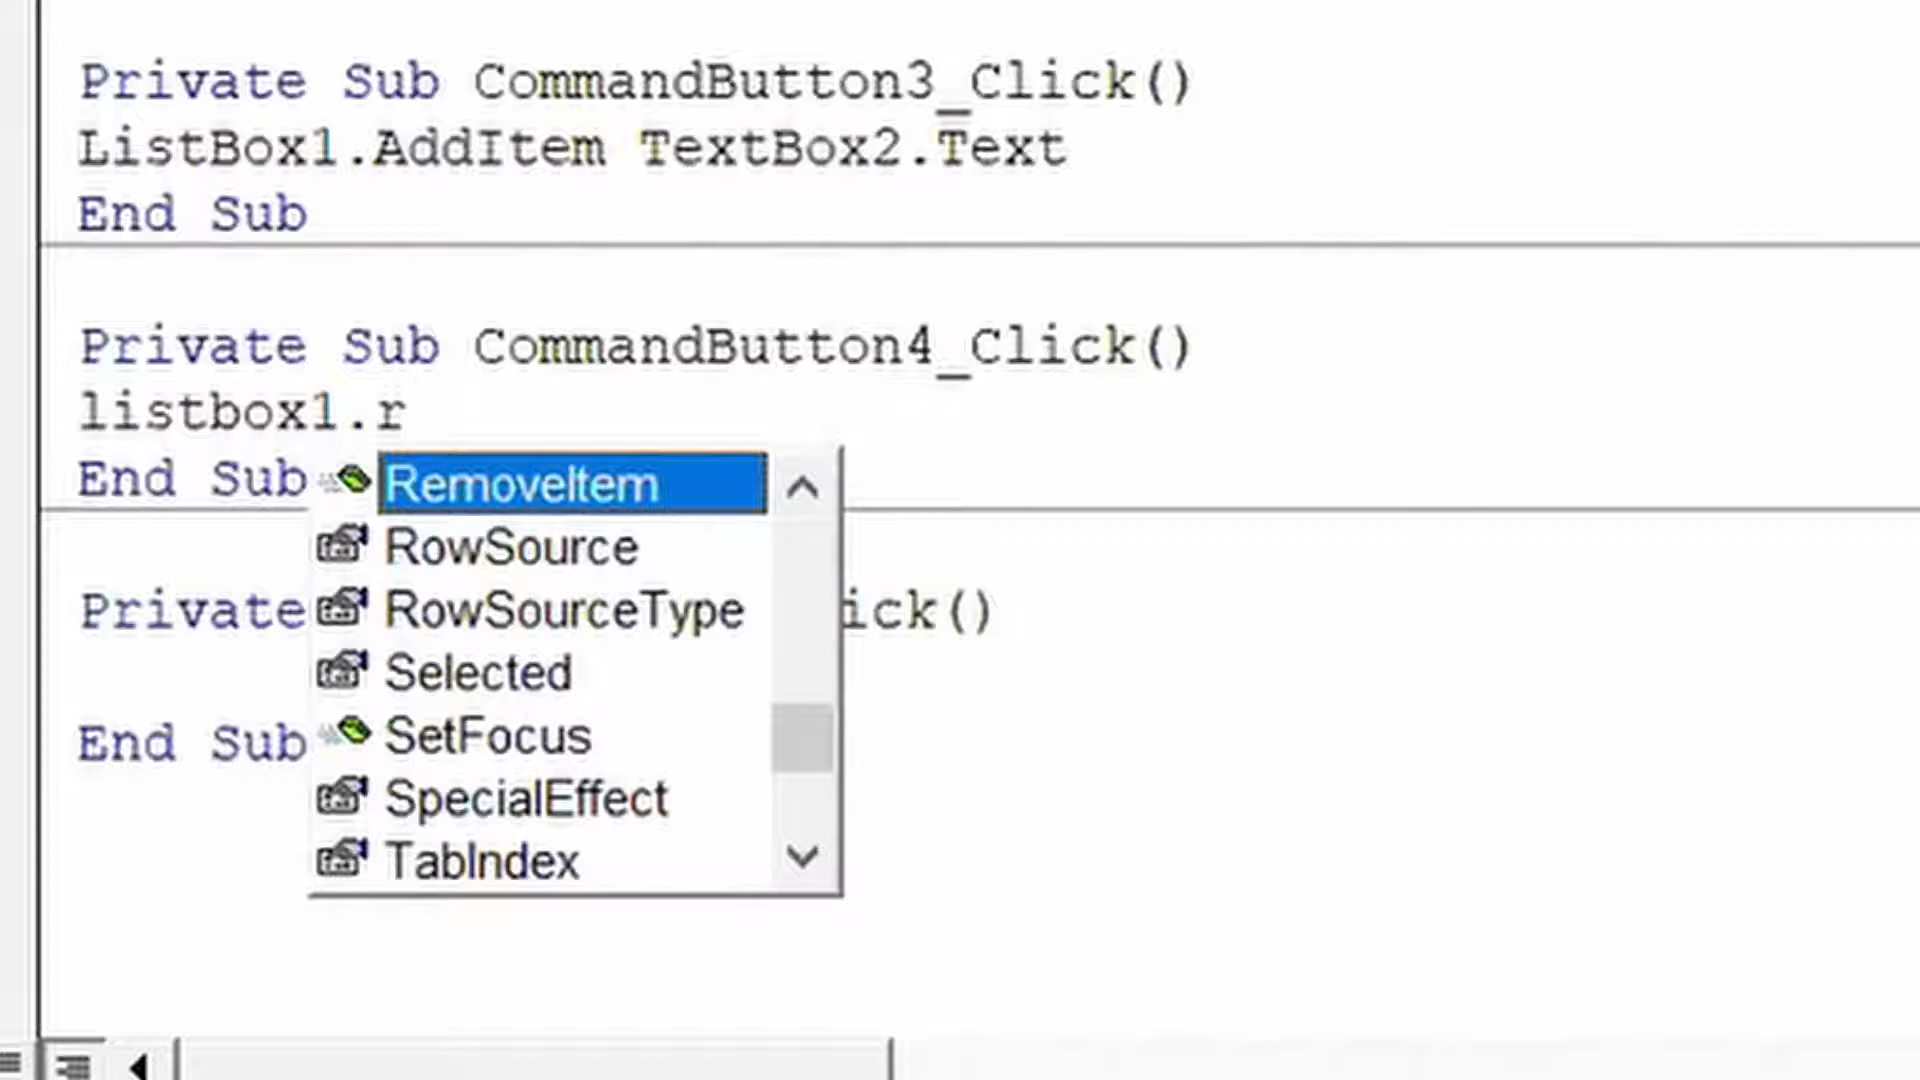 Private Sub CommandButton3_Click()
ListBox1.AddItem TextBox2.Text
End Sub
Private Sub CommandButton4_Click()
listbox1.r
End Sub
RemoveItem
RowSource
RowSourceType
Private ick()
Selected
SetFocus
End Sub
SpecialEffect
TabIndex